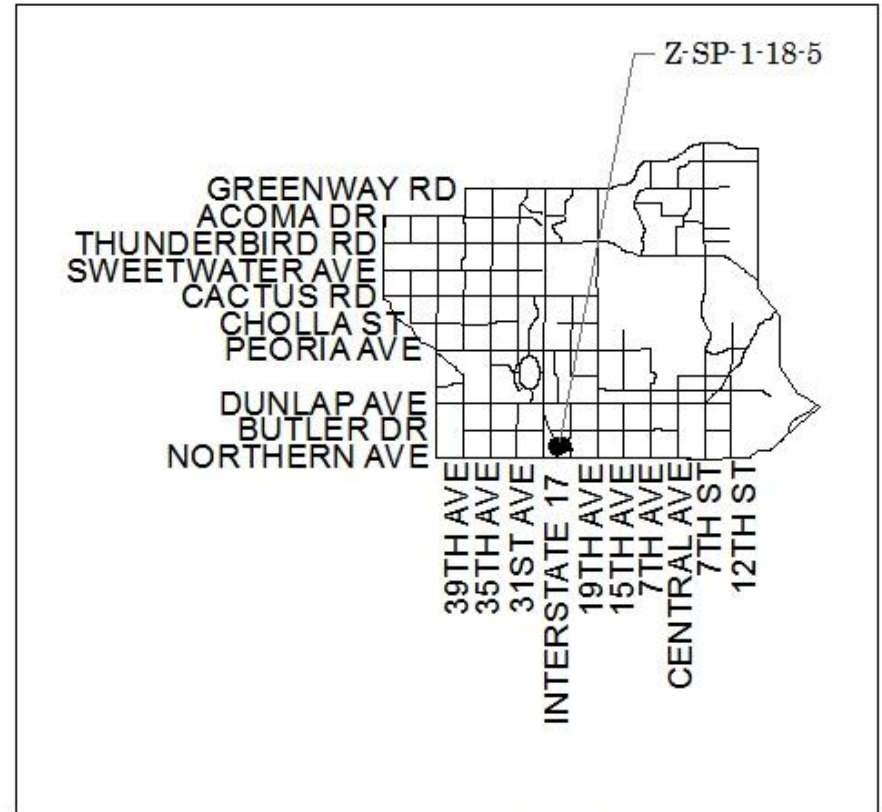 Z-SP-1-18-5
GREENWAY RD
ACOMA DR
THUNDERBIRD RD
SWEETWATER AVE
CACTUS RD
CHOLLA ST
PEORIA AVE
DUNLAP AVE
BUTLER DR
NORTHERN AVE
39TH AVE
35TH AVE
31ST AVE
INTERSTATE 17
19TH AVE
15TH AVE
7TH AVE
CENTRAL AVE
7TH ST
12TH ST